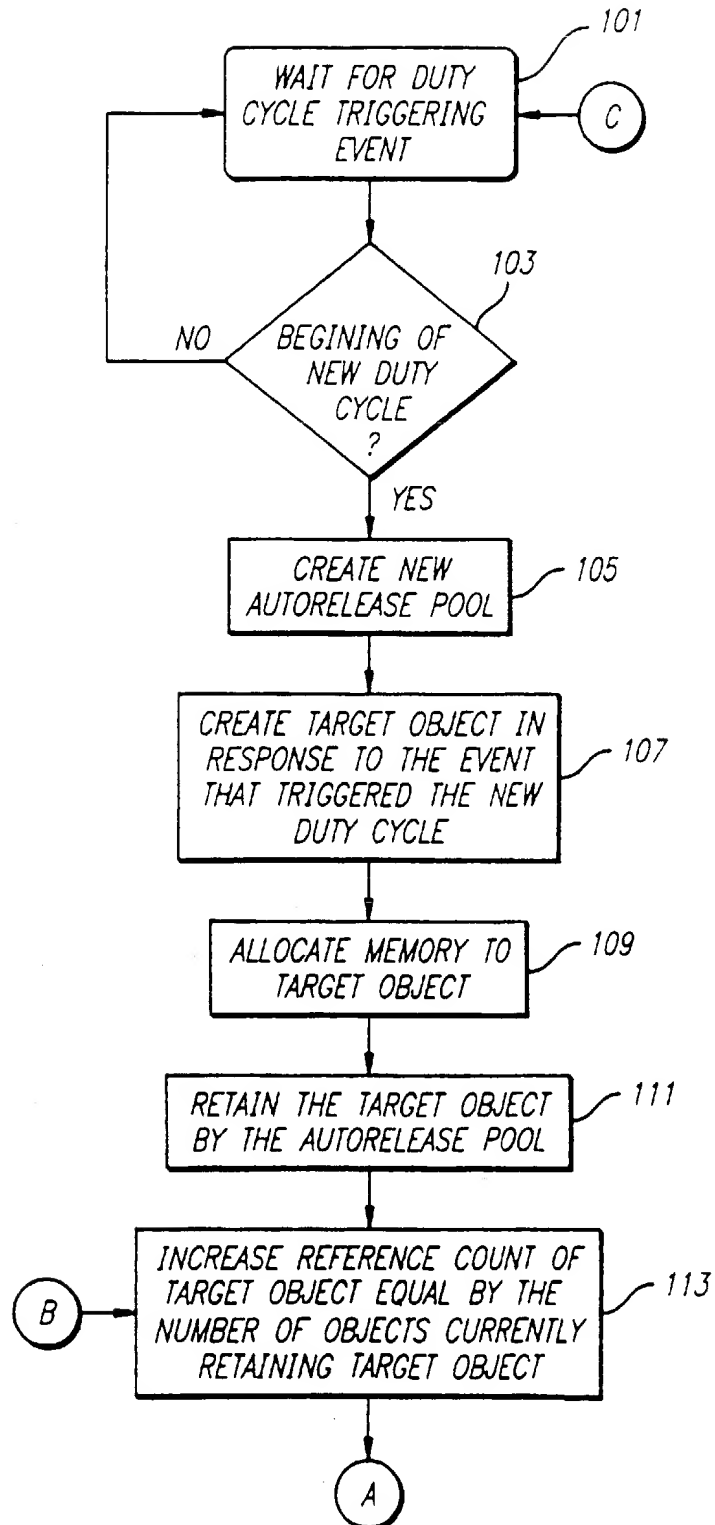 101
WAIT FOR DUTY
CYCLE TRIGGERING
EVENT
C
103
NO
BEGINING OF
NEW DUTY
CYCLE
?
YES
CREATE NEW
AUTORELEASE POOL
105
CREATE TARGET OBJECT IN
RESPONSE TO THE EVENT
THAT TRIGGERED THE NEW
DUTY CYCLE
107
ALLOCATE MEMORY TO
TARGET OBJECT
109
RETAIN THE TARGET OBJECT
BY THE AUTORELEASE POOL
111
INCREASE REFERENCE COUNT OF
TARGET OBJECT EQUAL BY THE
NUMBER OF OBJECTS CURRENTLY
RETAINING TARGET OBJECT
113
B
A